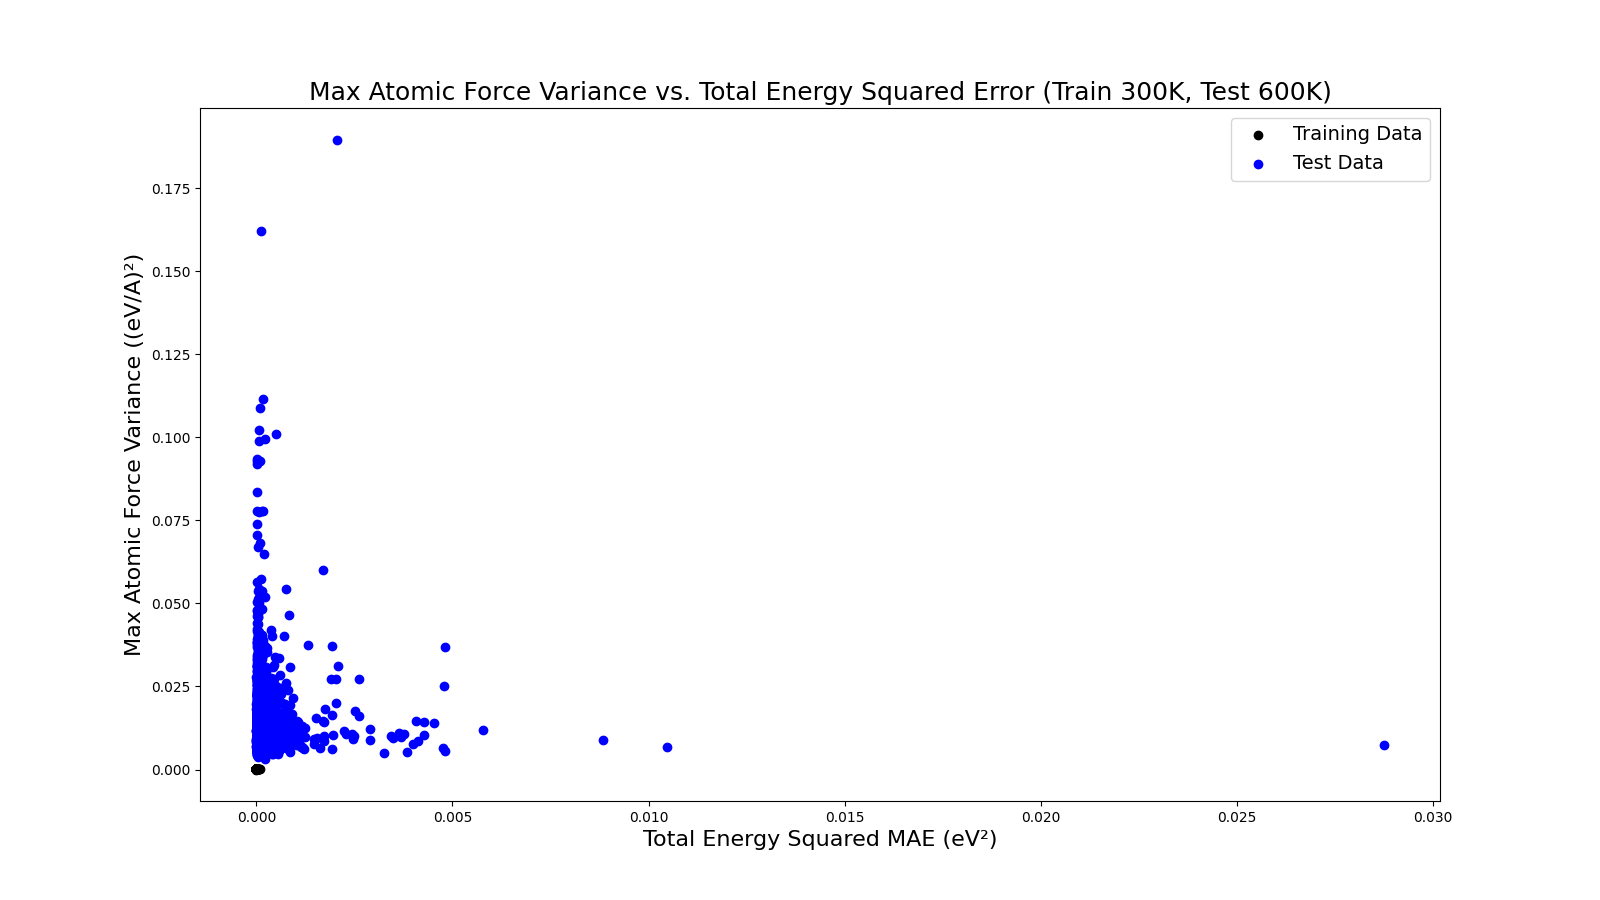 Max Atomic Force Variance vs. Total Energy Squared Error (Train 300K, Test 600K)
Training Data
Test Data
Max Atomic Force Variance ((eV/A)²)
0.175
0.150
0.125
0.100
0.075
0.050
0.025
0.000
0.000 0.005 0.010 0.015 0.020 0.025 0.030
Total Energy Squared MAE (eV²)